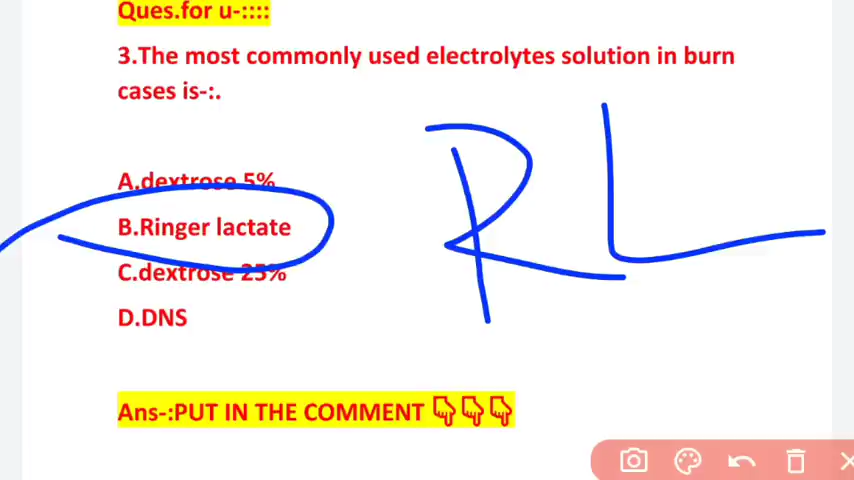 Ques.for u-::::
3.The most commonly used electrolytes solution in burn
cases is-:.
A.dextrose 5%
B.Ringer lactate
RL
C.dextrose 25%
D.DNS
Ans-:PUT IN THE COMMENT 👇👇👇